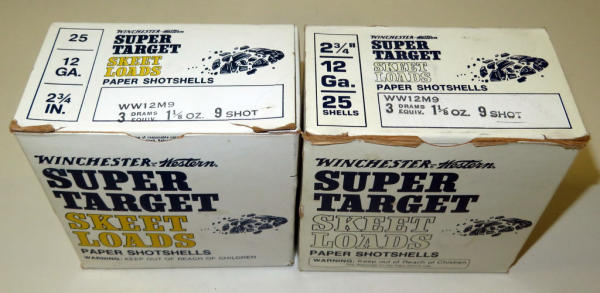 25
12
GA.
2¾
IN.
WINCHESTER-Western
SUPER
TARGET
SKEET
LOADS
PAPER SHOTSHELLS
WW12M9
3 DRAMS EQUIV. 1⅛ OZ. 9 SHOT
WINCHESTER-Western
SUPER
TARGET
SKEET
LOADS
PAPER SHOTSHELLS
WARNING: KEEP OUT OF REACH OF CHILDREN
2¾"
12
Ga.
25
SHELLS
WINCHESTER-Western
SUPER
TARGET
SKEET
LOADS
PAPER SHOTSHELLS
WW12M9
3 DRAMS EQUIV. 1⅛ OZ. 9 SHOT
WINCHESTER-Western
SUPER
TARGET
SKEET
LOADS
PAPER SHOTSHELLS
WARNING: Keep out of Reach of Children